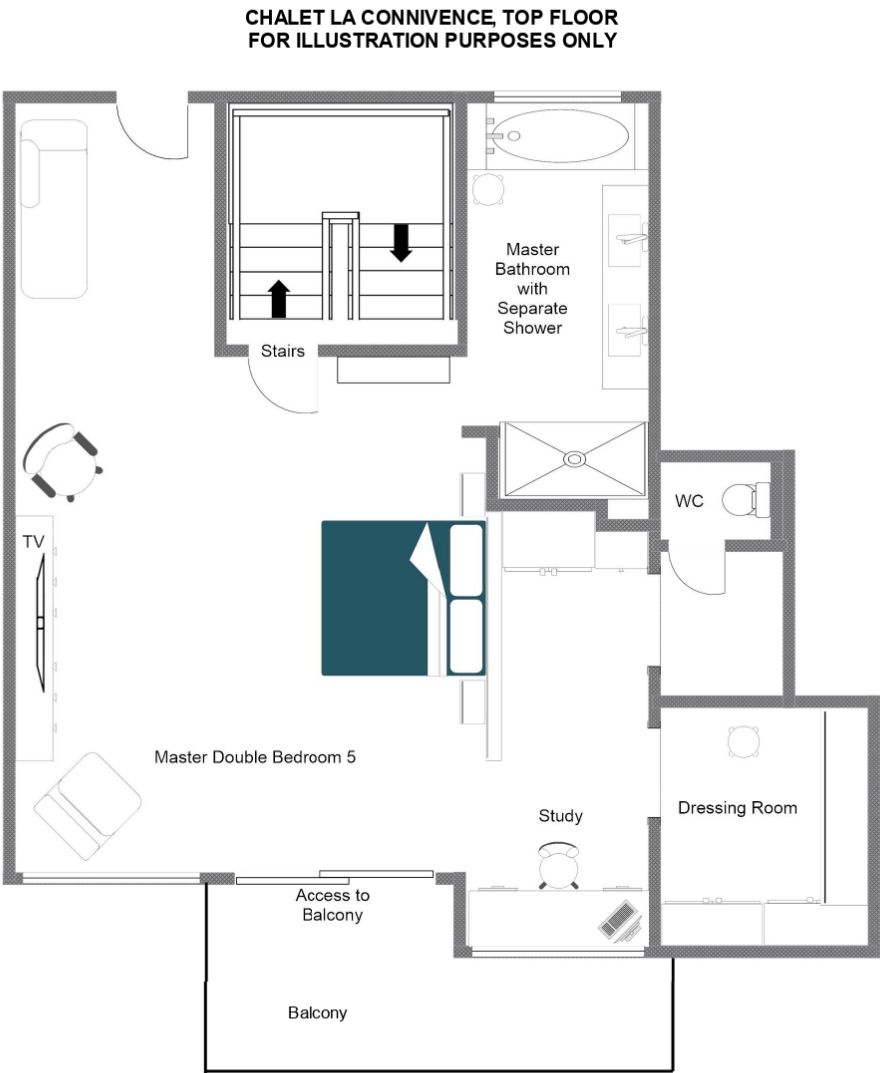 CHALET LA CONNIVENCE, TOP FLOOR
FOR ILLUSTRATION PURPOSES ONLY
Master
Bathroom
with
Separate
Shower
Stairs
WC
TV
Master Double Bedroom 5
Dressing Room
Study
Access to
Balcony
Balcony